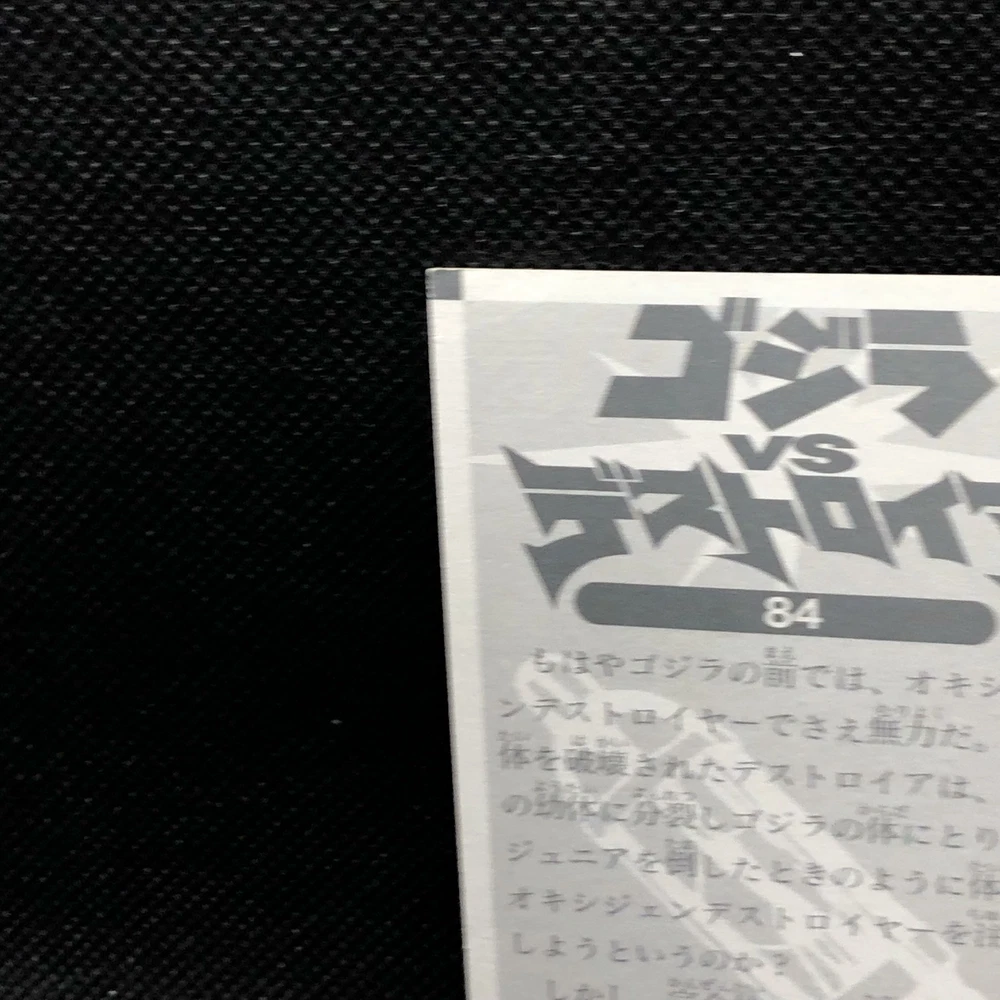 ゴジラ
VS
デストロイ
84
もはやゴジラの前では、オキシ
ンデストロイヤーでさえ無力だ。
体を破壊されたデストロイアは、
の幼体に分裂しゴジラの体にとり
ジュニアを倒したときのように体
オキシジェンデストロイヤーを注
しようというのか?
しかし